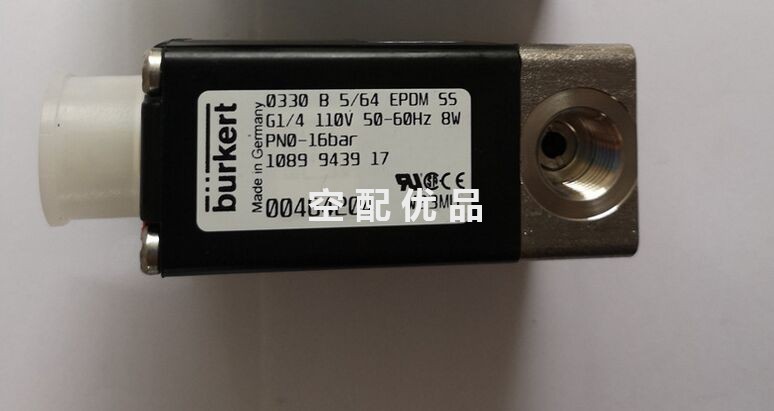 burkert
Made in Germany
0330 B 5/64 EPDM SS
G1/4 110V 50-60Hz 8W
PN0-16bar
1089 9439 17
空配优品